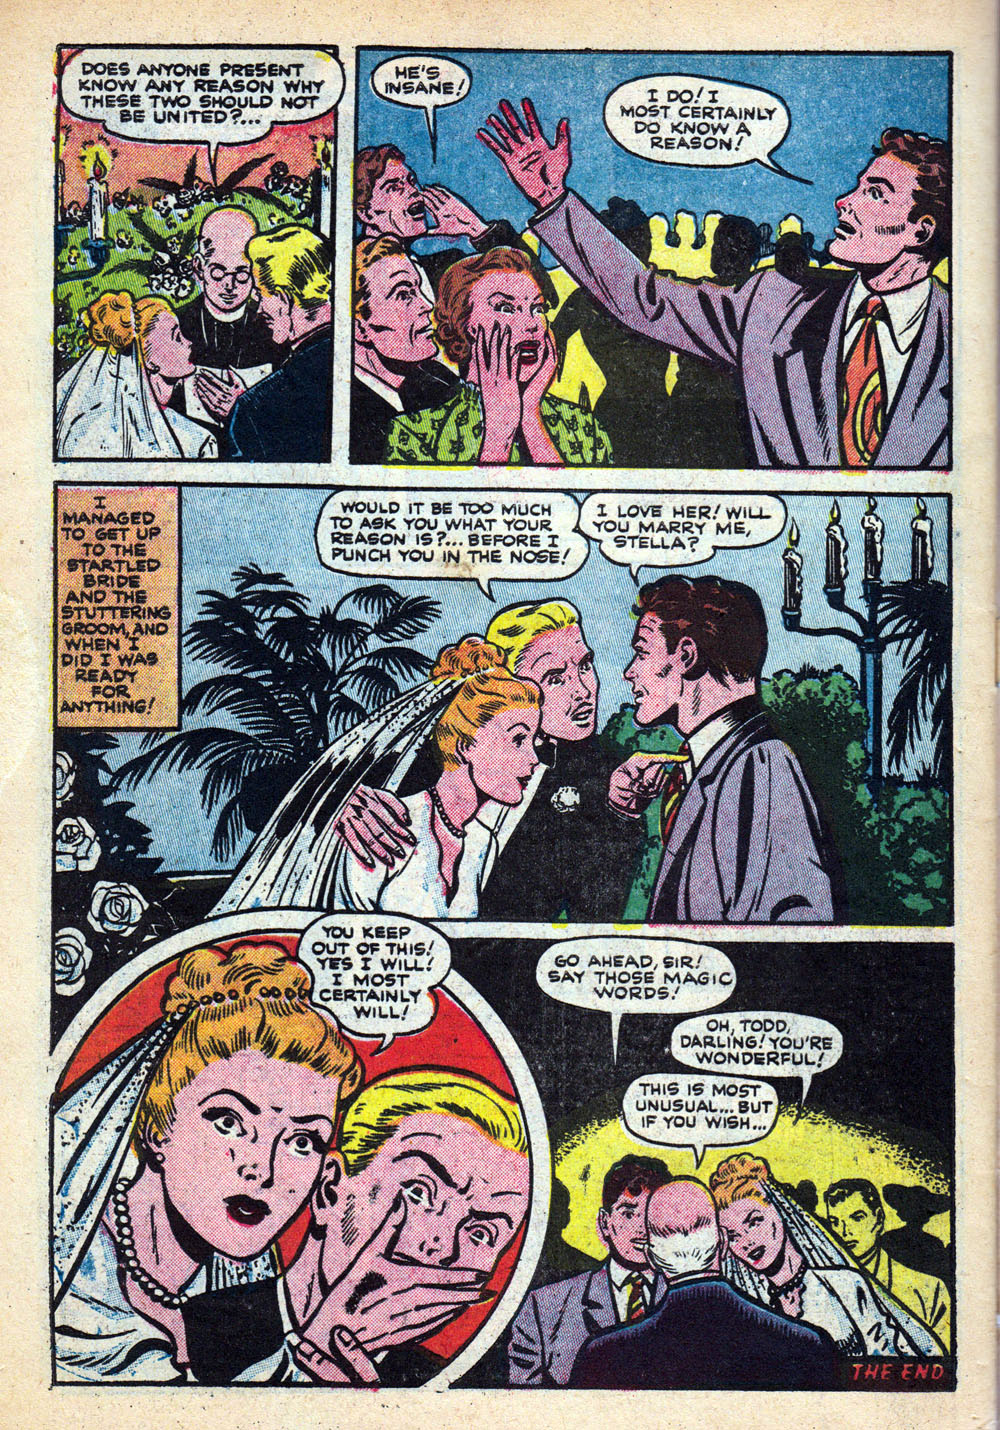 DOES ANYONE PRESENT
KNOW ANY REASON WHY
THESE TWO SHOULD NOT
BE UNITED?...
HE'S
INSANE!
I DO! I
MOST CERTAINLY
DO KNOW A
REASON!
I
MANAGED
TO GET UP
TO THE
STARTLED
BRIDE
AND THE
STUTTERING
GROOM, AND
WHEN I
DID I WAS
READY
FOR
ANYTHING!
WOULD IT BE TOO MUCH
TO ASK YOU WHAT YOUR
REASON IS?... BEFORE I
PUNCH YOU IN THE NOSE!
I LOVE HER! WILL
YOU MARRY ME,
STELLA?
YOU KEEP
OUT OF THIS!
YES I WILL!
I MOST
CERTAINLY
WILL!
GO AHEAD, SIR!
SAY THOSE MAGIC
WORDS!
OH, TODD,
DARLING! YOU'RE
WONDERFUL!
THIS IS MOST
UNUSUAL... BUT
IF YOU WISH...
THE END